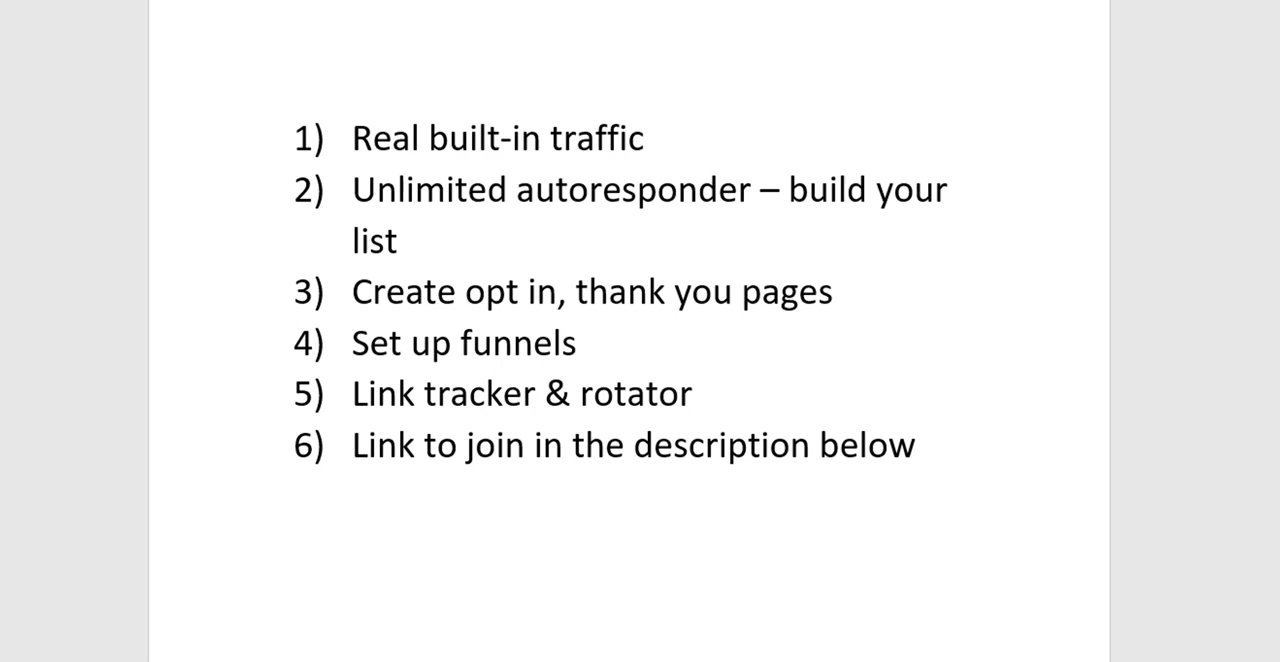 1) Real built-in traffic
2) Unlimited autoresponder – build your
list
3) Create opt in, thank you pages
4) Set up funnels
5) Link tracker & rotator
6) Link to join in the description below